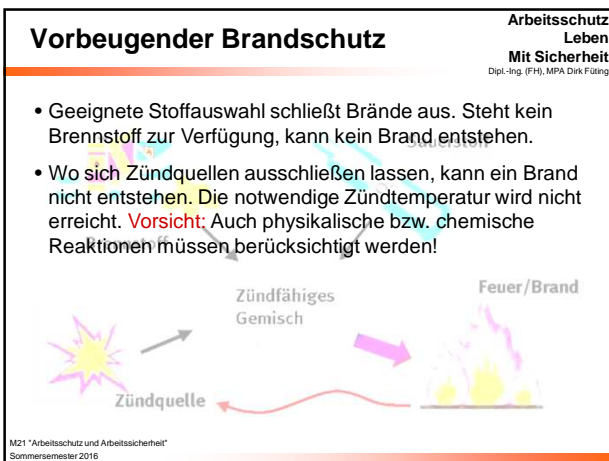 Vorbeugender Brandschutz
Arbeitsschutz
Leben
Mit Sicherheit
Dipl.-Ing. (FH), MPA Dirk Füting
• Geeignete Stoffauswahl schließt Brände aus. Steht kein
Brennstoff zur Verfügung, kann kein Brand entstehen.
Sauerstoff
• Wo sich Zündquellen ausschließen lassen, kann ein Brand
nicht entstehen. Die notwendige Zündtemperatur wird nicht
erreicht. Vorsicht: Auch physikalische bzw. chemische
Brennstoff
Reaktionen müssen berücksichtigt werden!
Zündfähiges
Gemisch
Feuer/Brand
Zündquelle
M21 "Arbeitsschutz und Arbeitssicherheit"
Sommersemester 2016